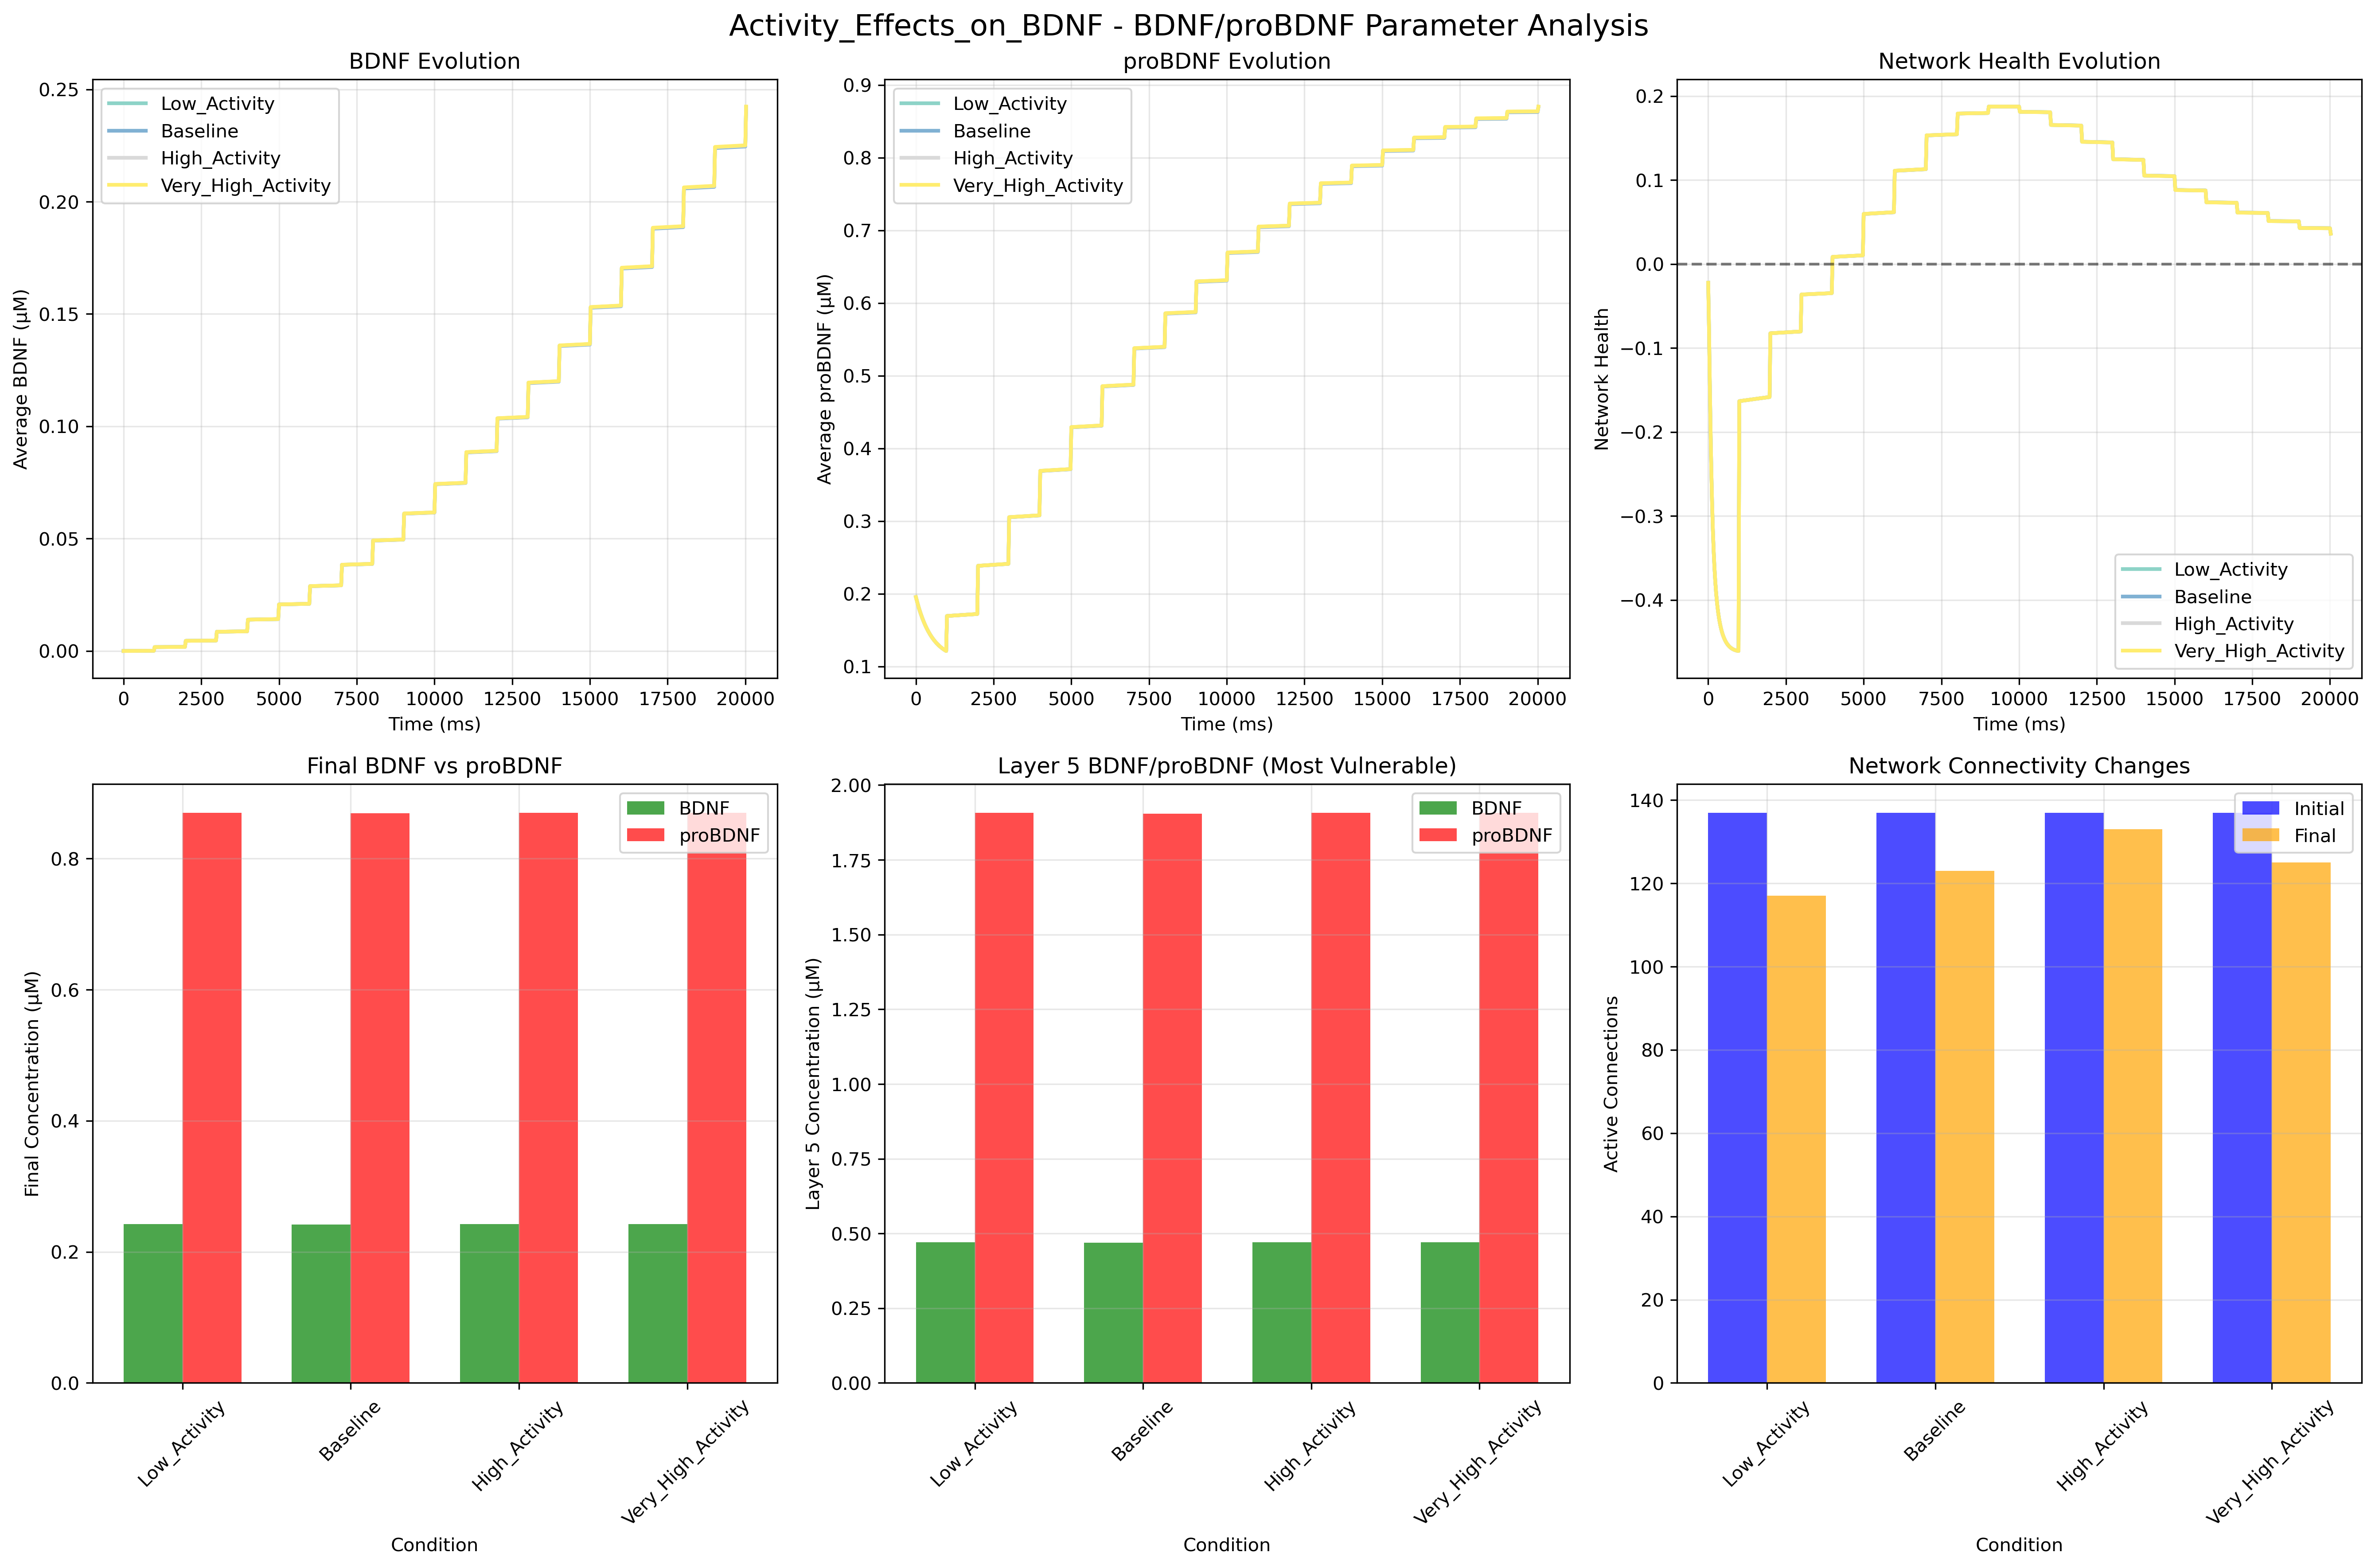 Activity_Effects_on_BDNF - BDNF/proBDNF Parameter Analysis
BDNF Evolution
Low_Activity
Baseline
High_Activity
Very_High_Activity
0.25
0.20
0.15
0.10
0.05
0.00
Average BDNF (μM)
0 2500 5000 7500 10000 12500 15000 17500 20000
Time (ms)
proBDNF Evolution
Low_Activity
Baseline
High_Activity
Very_High_Activity
0.9
0.8
0.7
0.6
0.5
0.4
0.3
0.2
0.1
Average proBDNF (μM)
0 2500 5000 7500 10000 12500 15000 17500 20000
Time (ms)
Network Health Evolution
0.2
0.1
0.0
−0.1
−0.2
−0.3
−0.4
Network Health
Low_Activity
Baseline
High_Activity
Very_High_Activity
0 2500 5000 7500 10000 12500 15000 17500 20000
Time (ms)
Final BDNF vs proBDNF
BDNF
proBDNF
0.8
0.6
0.4
0.2
0.0
Final Concentration (μM)
Low_Activity
Baseline
High_Activity
Very_High_Activity
Condition
Layer 5 BDNF/proBDNF (Most Vulnerable)
BDNF
proBDNF
2.00
1.75
1.50
1.25
1.00
0.75
0.50
0.25
0.00
Layer 5 Concentration (μM)
Low_Activity
Baseline
High_Activity
Very_High_Activity
Condition
Network Connectivity Changes
Initial
Final
140
120
100
80
60
40
20
0
Active Connections
Low_Activity
Baseline
High_Activity
Very_High_Activity
Condition